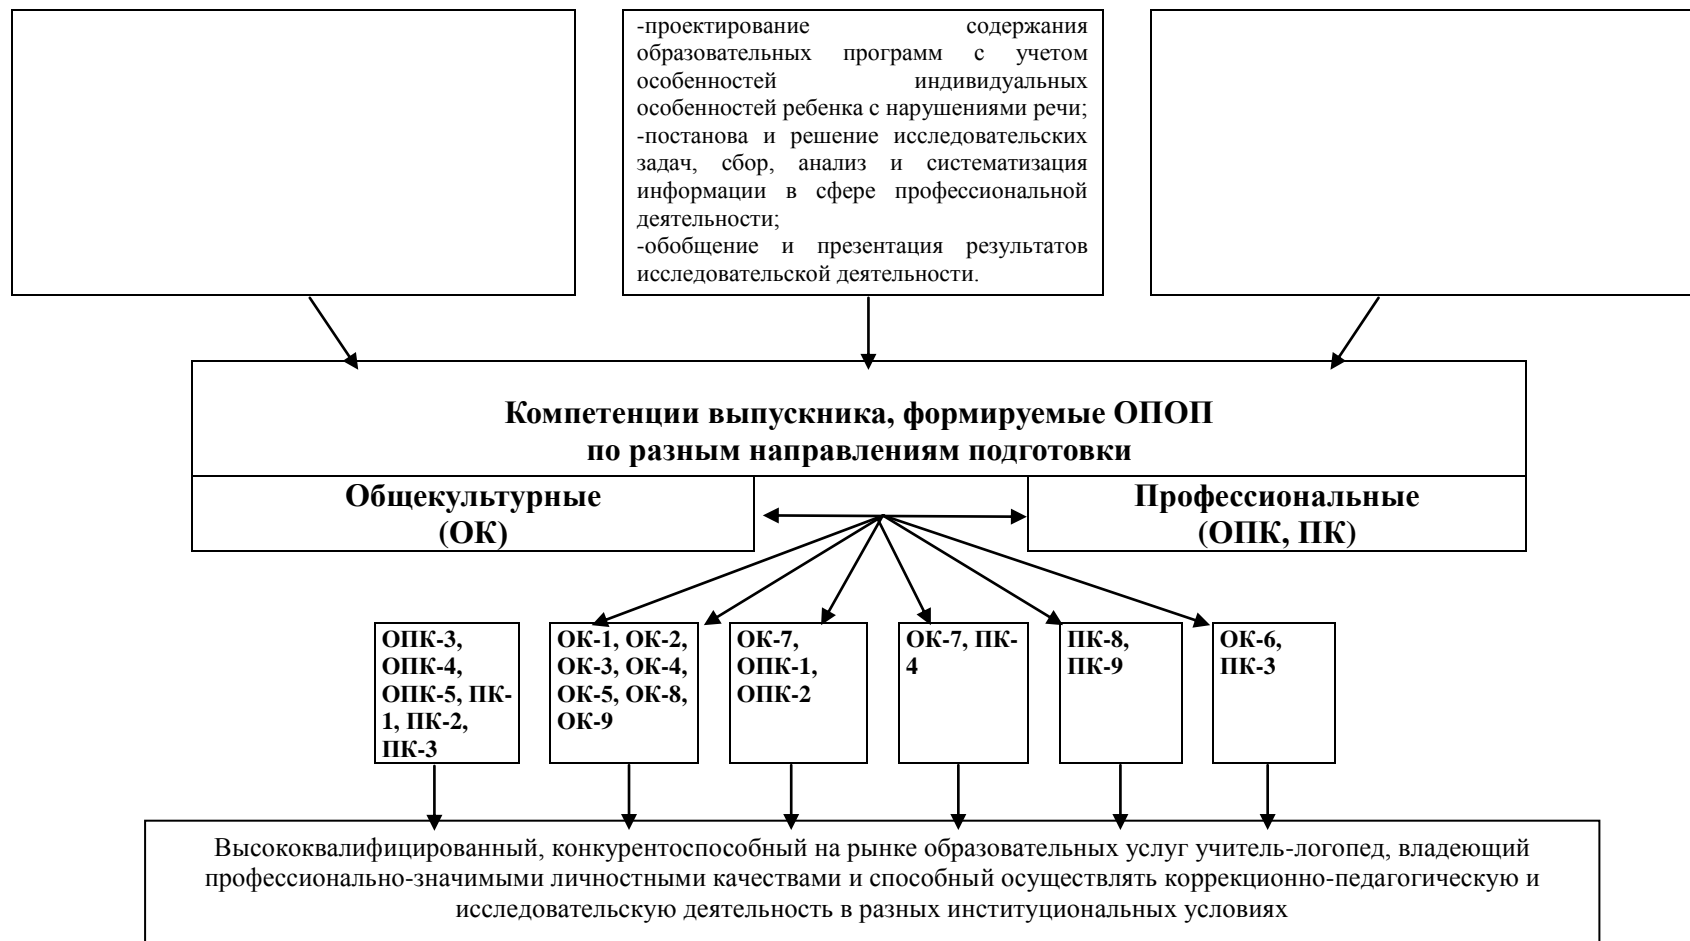 -проектирование содержания
образовательных программ с учетом
особенностей индивидуальных
особенностей ребенка с нарушениями речи;
-постанова и решение исследовательских
задач, сбор, анализ и систематизация
информации в сфере профессиональной
деятельности;
-обобщение и презентация результатов
исследовательской деятельности.
Компетенции выпускника, формируемые ОПОП
по разным направлениям подготовки
Общекультурные
(ОК)
Профессиональные
(ОПК, ПК)
ОПК-3,
ОПК-4,
ОПК-5, ПК-
1, ПК-2,
ПК-3
ОК-1, ОК-2,
ОК-3, ОК-4,
ОК-5, ОК-8,
ОК-9
ОК-7,
ОПК-1,
ОПК-2
ОК-7, ПК-
4
ПК-8,
ПК-9
ОК-6,
ПК-3
Высококвалифицированный, конкурентоспособный на рынке образовательных услуг учитель-логопед, владеющий
профессионально-значимыми личностными качествами и способный осуществлять коррекционно-педагогическую и
исследовательскую деятельность в разных институциональных условиях